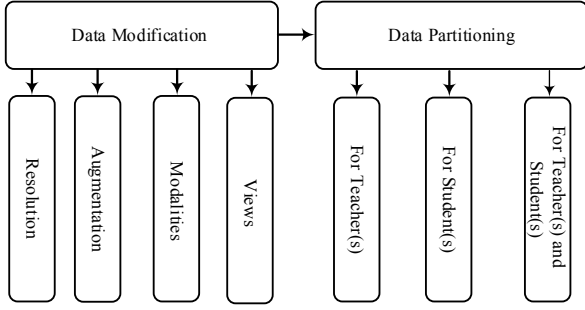 Data Modification
Data Partitioning
Resolution
Augmentation
Modalities
Views
For Teacher(s)
For Student(s)
For Teacher(s) and
Student(s)